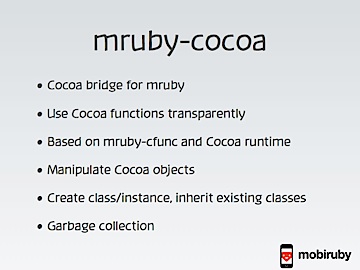 mruby-cocoa
• Cocoa bridge for mruby
• Use Cocoa functions transparently
• Based on mruby-cfunc and Cocoa runtime
• Manipulate Cocoa objects
• Create class/instance, inherit existing classes
• Garbage collection
mobiruby